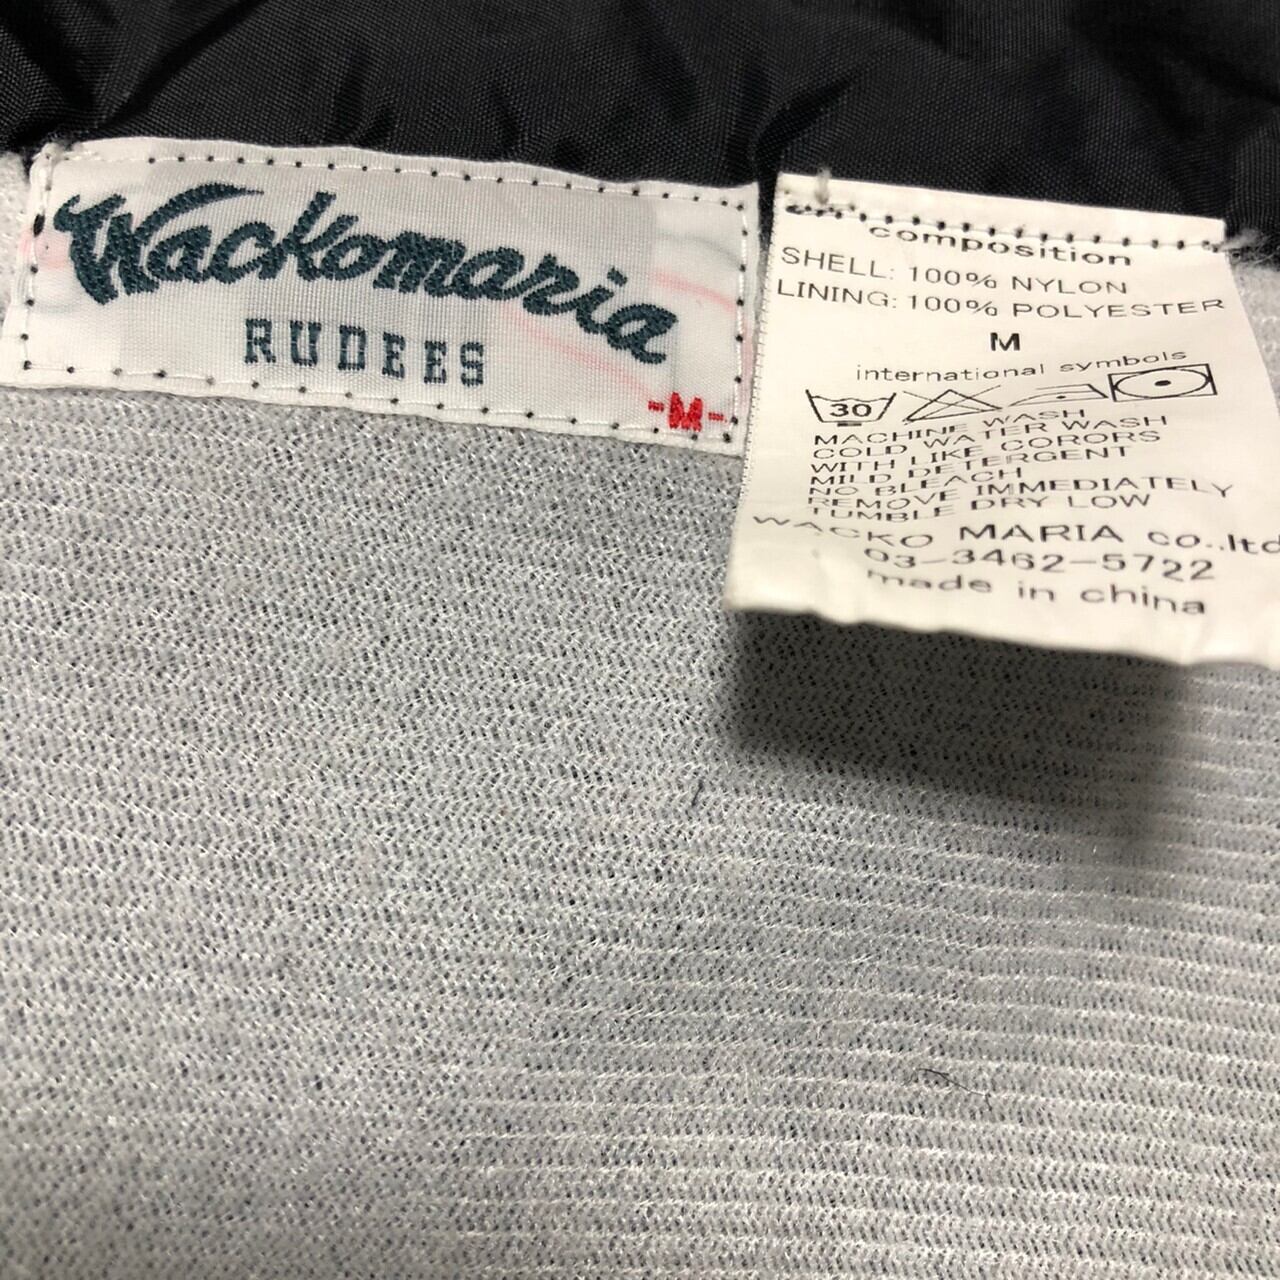 Wackomaria
RUDEES
-M-
composition
SHELL: 100% NYLON
LINING: 100% POLYESTER
M
international symbols
30
MACHINE WASH
COLD WATER WASH
WITH LIKE CORORS
MILD DETERGENT
NO BLEACH
REMOVE IMMEDIATELY
TUMBLE DRY LOW
WACKO MARIA co.,ltd
03-3462-5722
made in china